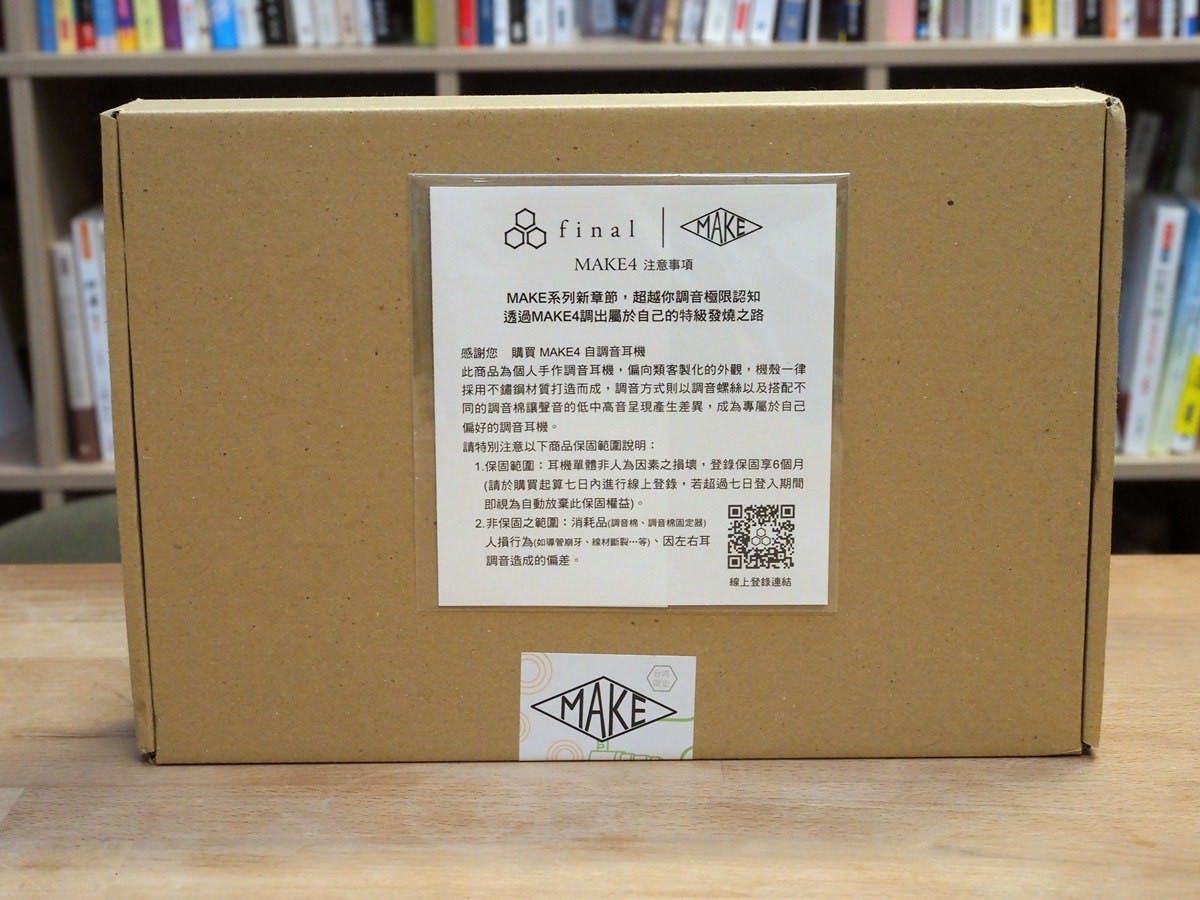 final
MAKE
MAKE4 注意事項
MAKE系列新章節，超越你調音極限認知
透過MAKE4調出屬於自己的特級發燒之路
感謝您 購買 MAKE4 自調音耳機
此商品為個人手作調音耳機，偏向類客製化的外觀，機殼一律
採用不鏽鋼材質打造而成，調音方式則以調音螺絲以及搭配不
同的調音棉讓聲音的低中高音呈現產生差異，成為專屬於自己
偏好的調音耳機。
請特別注意以下商品保固範圍說明：
1.保固範圍：耳機單體非人為因素之損壞，登錄保固享6個月
(請於購買起算七日內進行線上登錄，若超過七日登入期間
即視為自動放棄此保固權益)。
2.非保固之範圍：消耗品(調音棉、調音棉固定器)
人損行為(如導管崩牙、線材斷裂…等)、因左右耳
調音造成的偏差。
線上登錄連結
MAKE